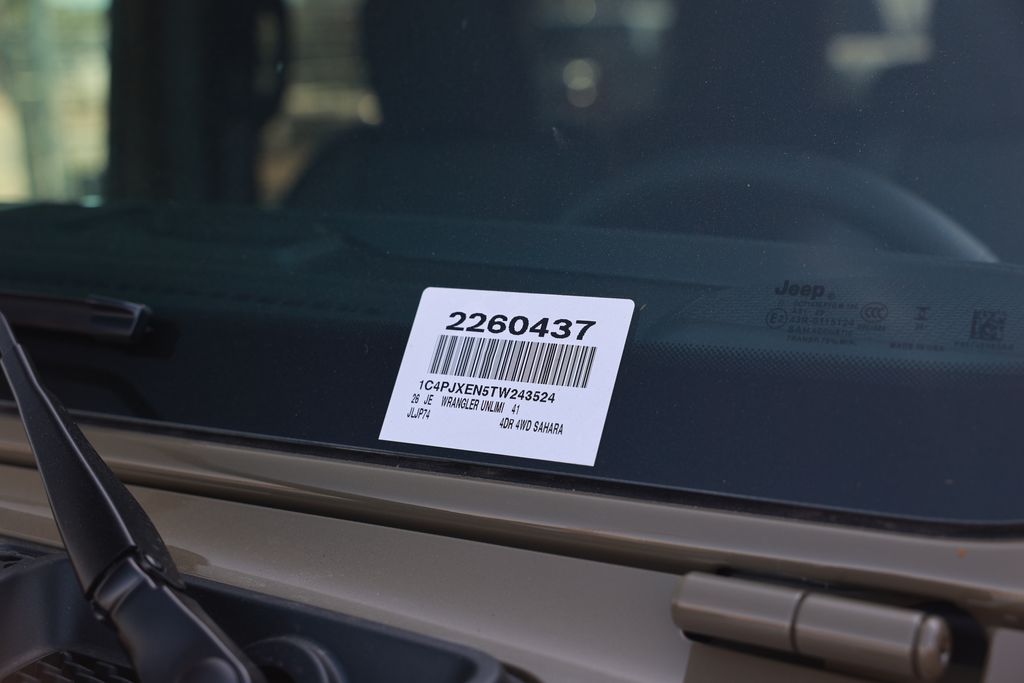 2260437
1C4PJXEN5TW243524
26 JE WRANGLER UNLIMI 41
JLJP74 4DR 4WD SAHARA
Jeep